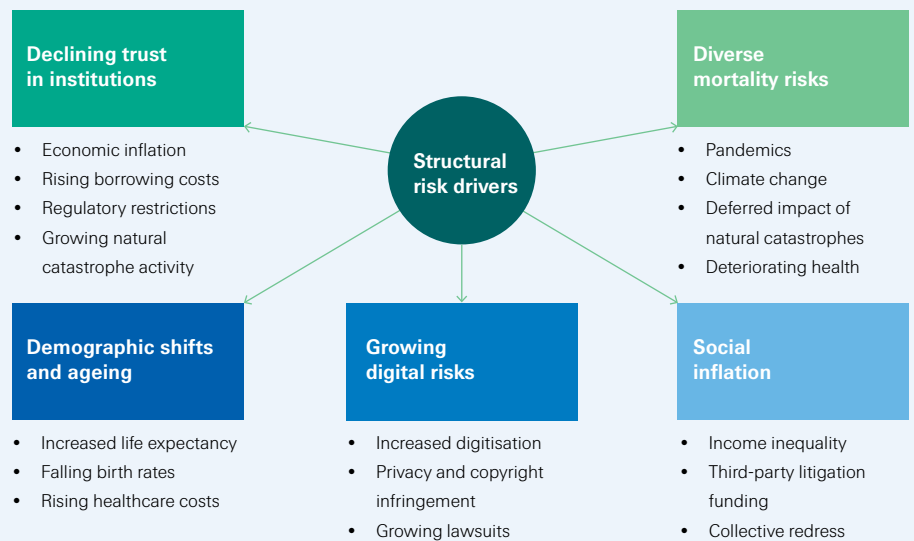 Declining trust
in institutions
• Economic inflation
• Rising borrowing costs
• Regulatory restrictions
• Growing natural
catastrophe activity
Structural
risk drivers
Diverse
mortality risks
• Pandemics
• Climate change
• Deferred impact of
natural catastrophes
• Deteriorating health
Demographic shifts
and ageing
• Increased life expectancy
• Falling birth rates
• Rising healthcare costs
Growing
digital risks
• Increased digitisation
• Privacy and copyright
infringement
• Growing lawsuits
Social
inflation
• Income inequality
• Third-party litigation
funding
• Collective redress